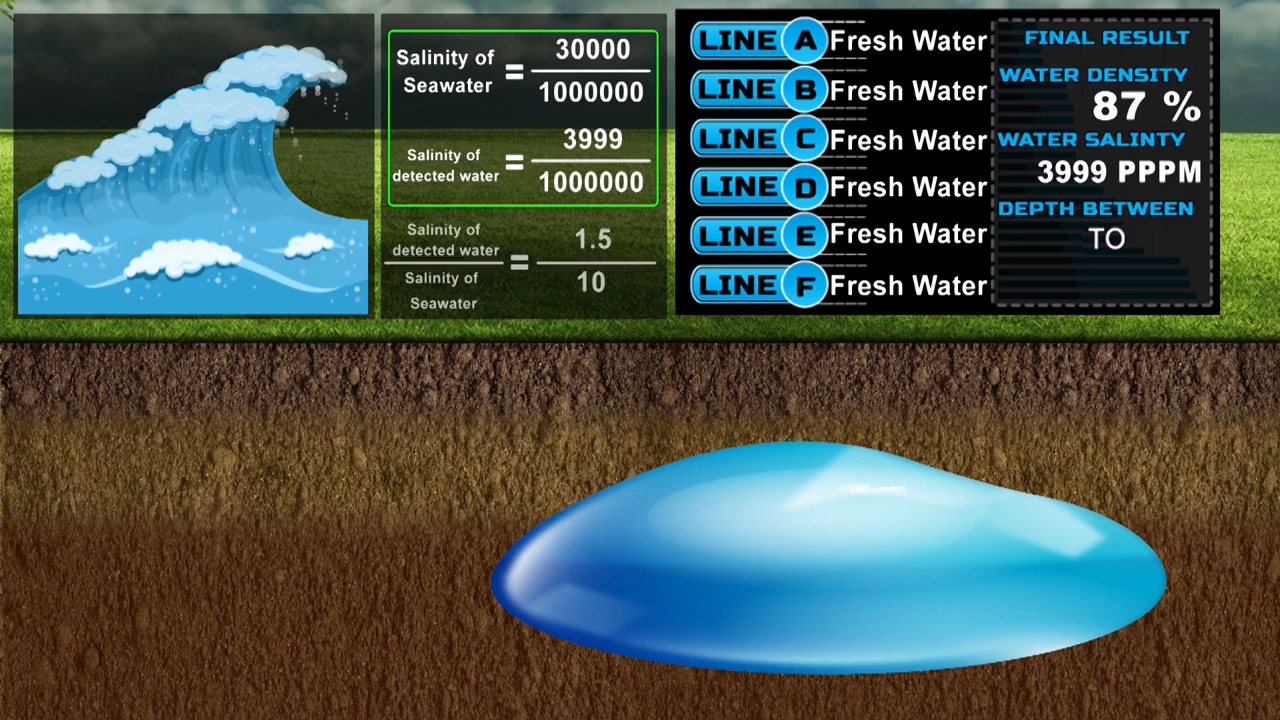 Salinity of
Seawater
=
30000
1000000
Salinity of
detected water
=
3999
1000000
Salinity of
detected water
Salinity of
Seawater
=
1.5
10
LINE A Fresh Water
LINE B Fresh Water
LINE C Fresh Water
LINE D Fresh Water
LINE E Fresh Water
LINE F Fresh Water
FINAL RESULT
WATER DENSITY
87 %
WATER SALINTY
3999 PPPM
DEPTH BETWEEN
TO